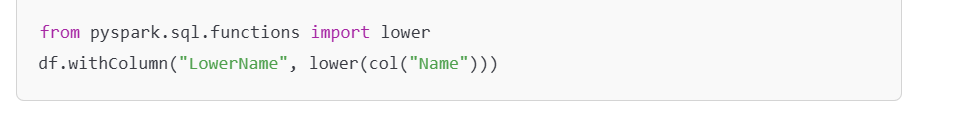 from pyspark.sql.functions import lower
df.withColumn("LowerName", lower(col("Name")))